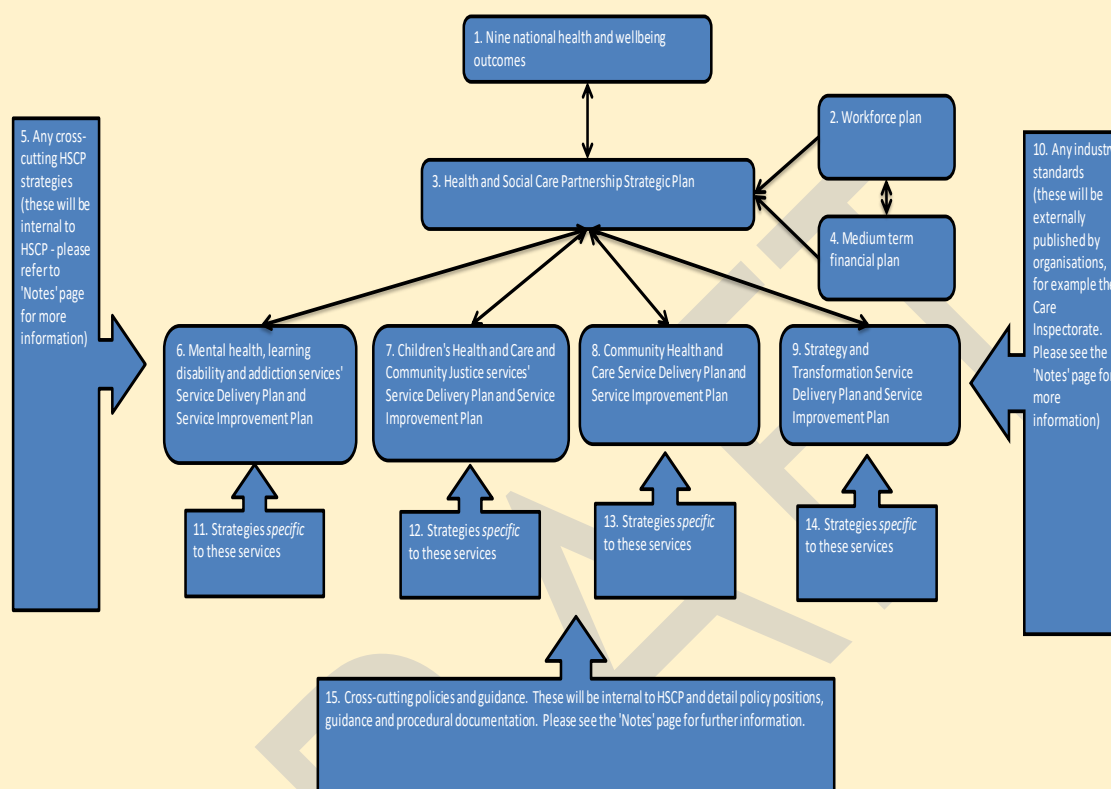 1. Nine national health and wellbeing
outcomes
2. Workforce plan
3. Health and Social Care Partnership Strategic Plan
4. Medium term
financial plan
5. Any cross-
cutting HSCP
strategies
(these will be
internal to
HSCP - please
refer to
'Notes' page
for more
information)
10. Any industry
standards
(these will be
externally
published by
organisations,
for example the
Care
Inspectorate.
Please see the
'Notes' page for
more
information)
6. Mental health, learning
disability and addiction services'
Service Delivery Plan and
Service Improvement Plan
7. Children's Health and Care and
Community Justice services'
Service Delivery Plan and Service
Improvement Plan
8. Community Health and
Care Service Delivery Plan and
Service Improvement Plan
9. Strategy and
Transformation Service
Delivery Plan and Service
Improvement Plan
11. Strategies specific
to these services
12. Strategies specific
to these services
13. Strategies specific
to these services
14. Strategies specific
to these services
15. Cross-cutting policies and guidance. These will be internal to HSCP and detail policy positions,
guidance and procedural documentation. Please see the 'Notes' page for further information.
DRAFT